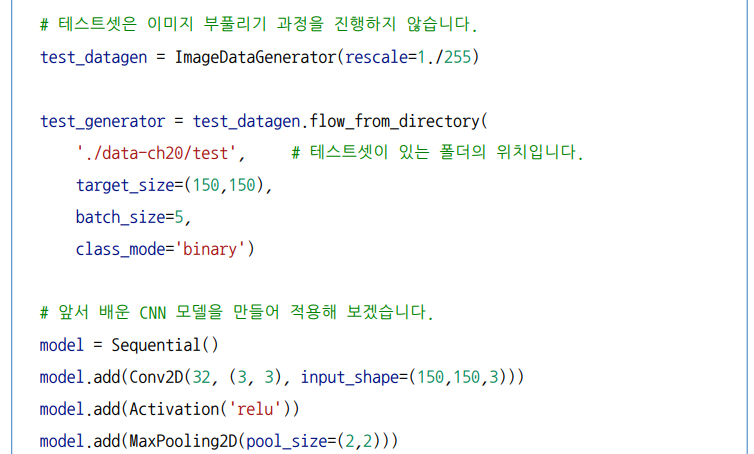 # 테스트셋은 이미지 부풀리기 과정을 진행하지 않습니다.
test_datagen = ImageDataGenerator(rescale=1./255)
test_generator = test_datagen.flow_from_directory(
'./data-ch20/test', # 테스트셋이 있는 폴더의 위치입니다.
target_size=(150,150),
batch_size=5,
class_mode='binary')
# 앞서 배운 CNN 모델을 만들어 적용해 보겠습니다.
model = Sequential()
model.add(Conv2D(32, (3, 3), input_shape=(150,150,3)))
model.add(Activation('relu'))
model.add(MaxPooling2D(pool_size=(2,2)))